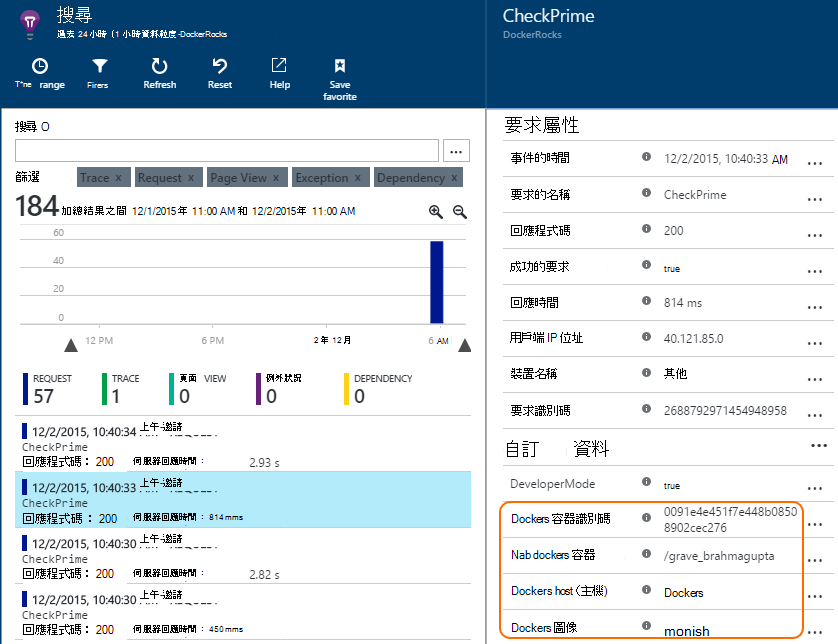 搜尋
過去 24 小時 (1 小時資料粒度-DockerRocks
T^ne range
Firers
Refresh
Reset
Help
Save favorite
搜尋 O
...
篩選
Trace x
Request x
Page View x
Exception x
Dependency x
184 加總結果之間 12/1/2015年 11:00 AM 和 12/2/2015年 11:00 AM
60
40
20
0
12 PM
6 PM
2 年 12 月
6 AM
REQUEST
57
TRACE
1
頁面 VIEW
0
例外狀況
0
DEPENDENCY
0
12/2/2015, 10:40:34 上午-邀請
CheckPrime
回應程式碼： 200 伺服器回應時間： 2.93 s
12/2/2015, 10:40:33 上午-邀請
CheckPrime
回應程式碼： 200 伺服器回應時間： 814 mms
12/2/2015, 10:40:30 上午-邀請
CheckPrime
回應程式碼： 200 伺服器回應時間： 2.82 s
12/2/2015, 10:40:30 上午-邀請
CheckPrime
回應程式碼： 200 伺服器回應時間： 450 mms
CheckPrime
DockerRocks
要求屬性
事件的時間 12/2/2015, 10:40:33 AM ...
要求的名稱 CheckPrime ...
回應程式碼 200 ...
成功的要求 true ...
回應時間 814 ms ...
用戶端 IP 位址 40.121.85.0 ...
裝置名稱 其他 ...
要求識別碼 2688792971454948958 ...
自訂 資料 ...
DeveloperMode true ...
Dockers 容器識別碼 0091e4e451f7e448b0850
8902cec276 ...
Nab dockers 容器 /grave_brahmagupta ...
Dockers host (主機) Dockers ...
Dockers 圖像 monish ...